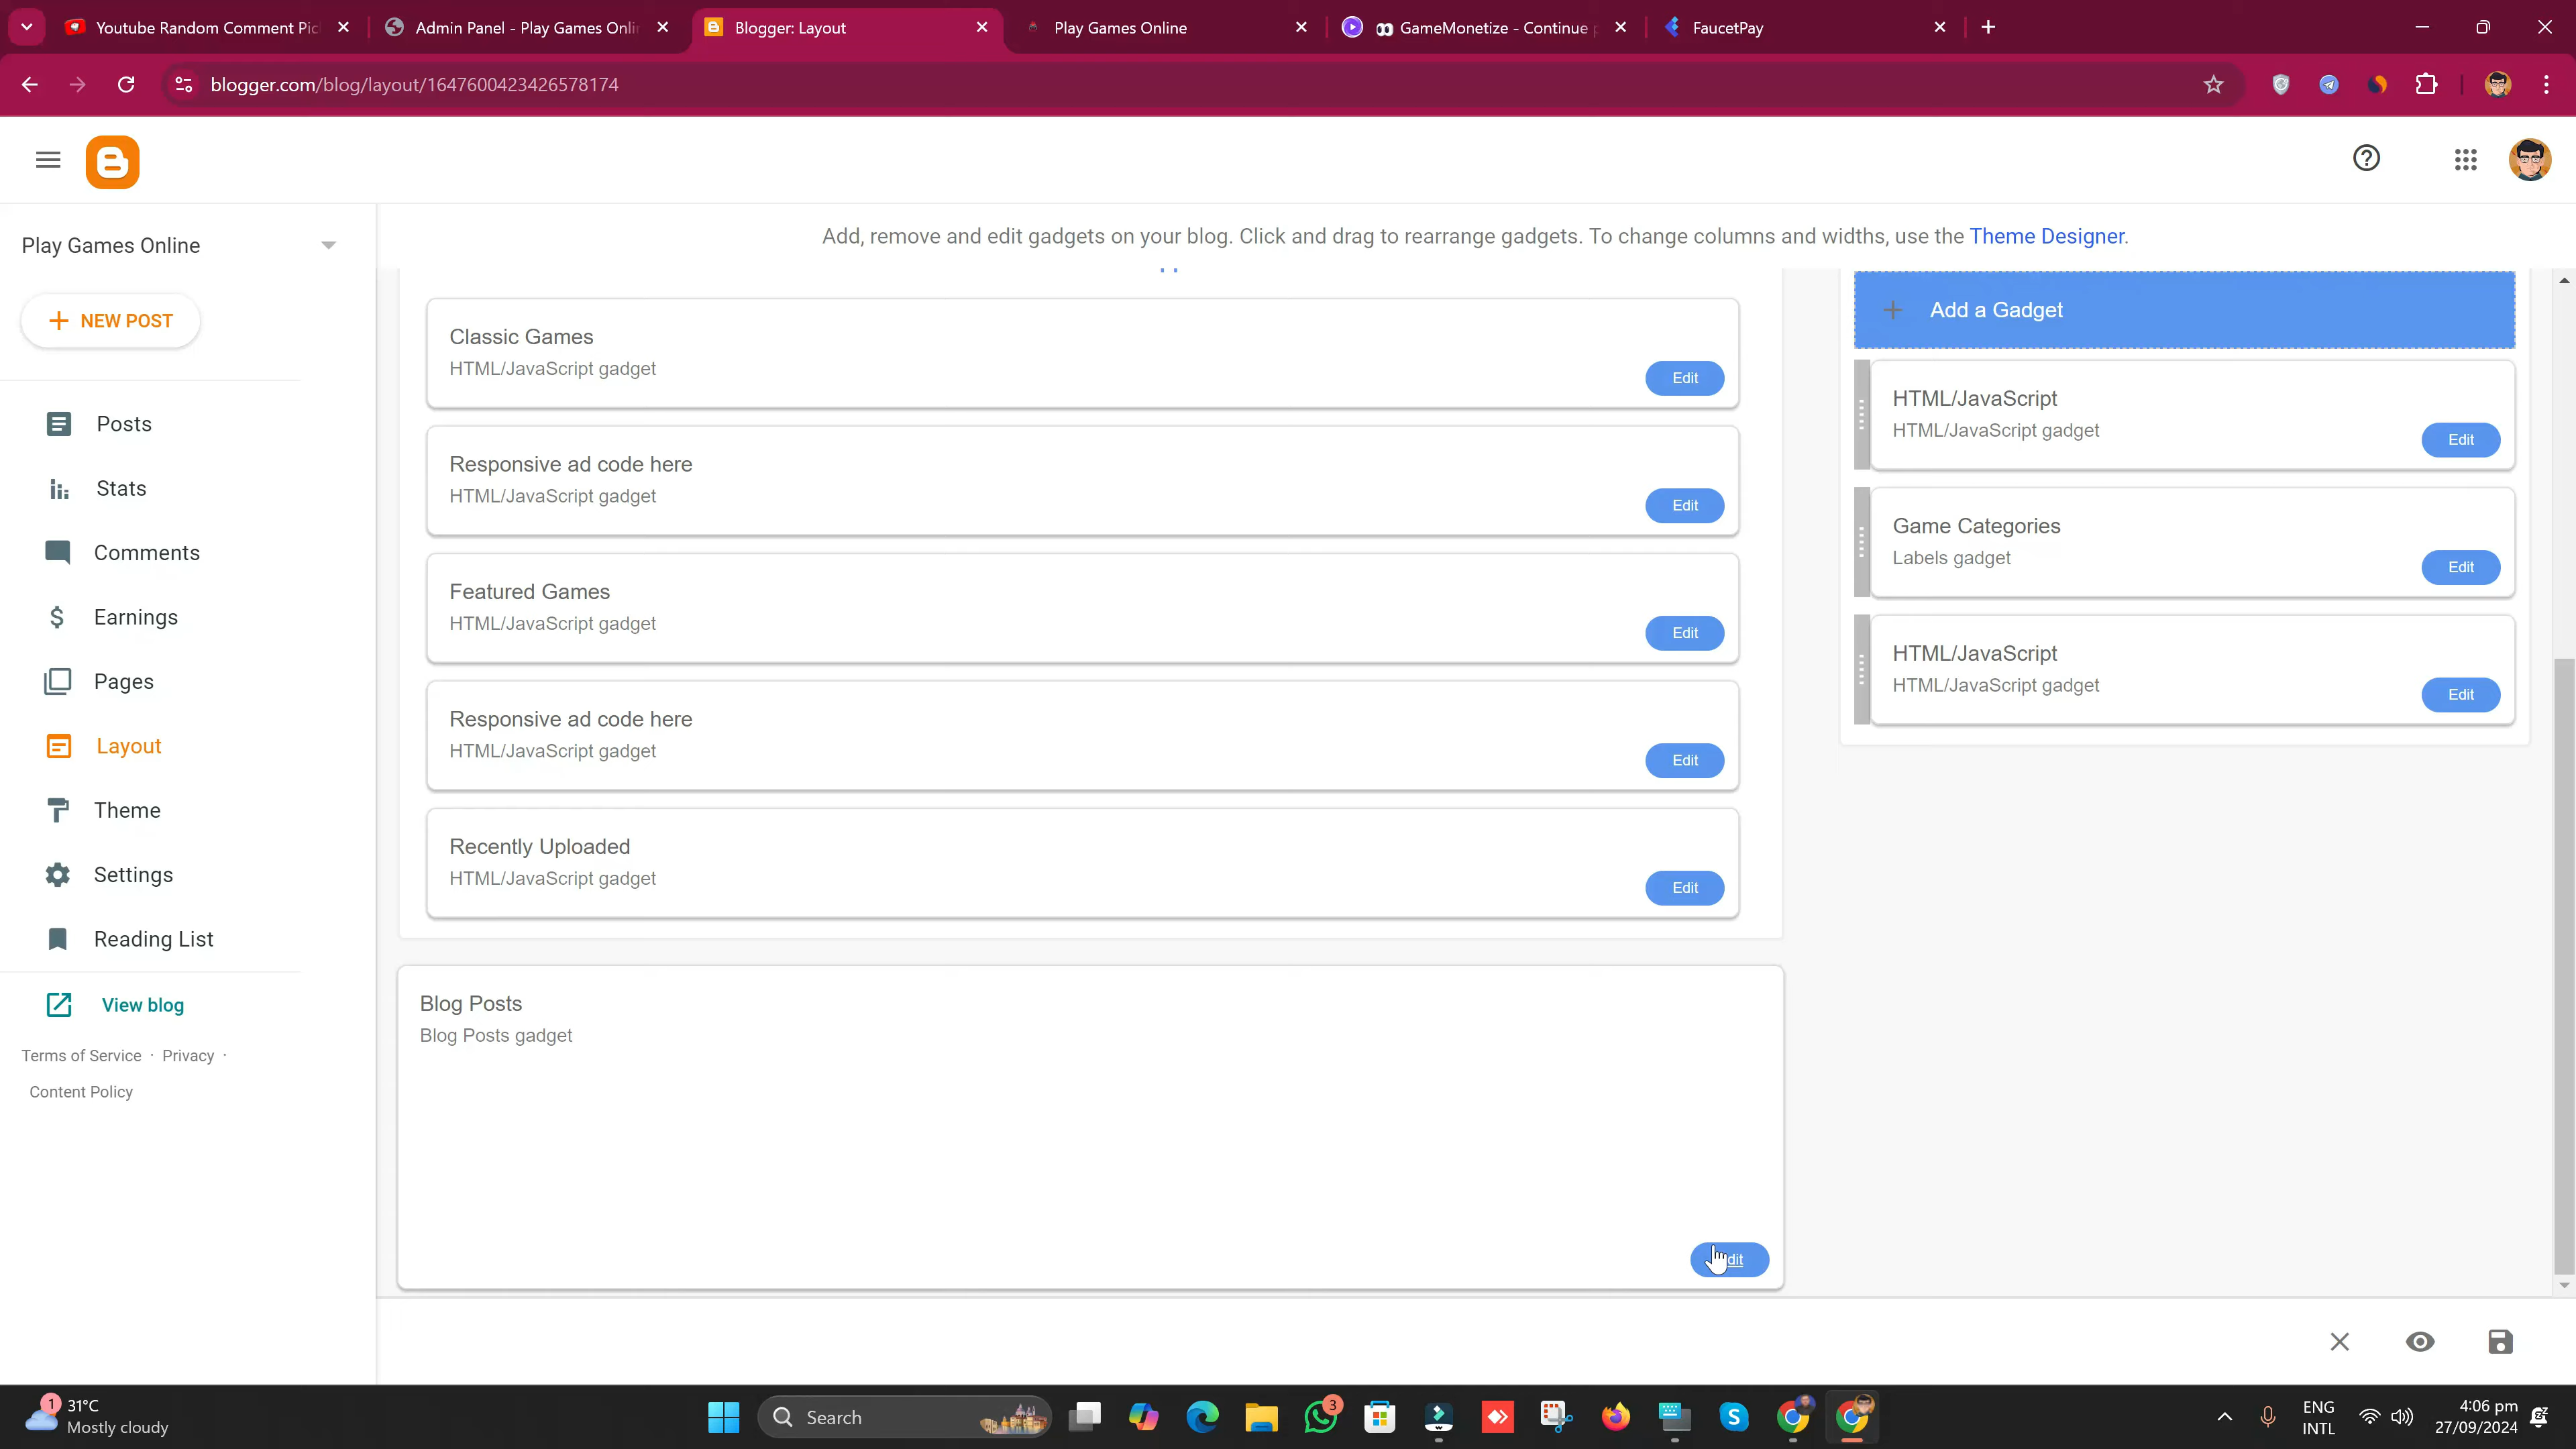 Youtube Random Comment Pic
Admin Panel - Play Games Onlin
Blogger: Layout
Play Games Online
GameMonetize - Continue p
FaucetPay
blogger.com/blog/layout/1647600423426578174
Play Games Online
NEW POST
Posts
Stats
Comments
Earnings
Pages
Layout
Theme
Settings
Reading List
View blog
Terms of Service · Privacy ·
Content Policy
Add, remove and edit gadgets on your blog. Click and drag to rearrange gadgets. To change columns and widths, use the Theme Designer.
Classic Games
HTML/JavaScript gadget
Edit
Responsive ad code here
HTML/JavaScript gadget
Edit
Featured Games
HTML/JavaScript gadget
Edit
Responsive ad code here
HTML/JavaScript gadget
Edit
Recently Uploaded
HTML/JavaScript gadget
Edit
Blog Posts
Blog Posts gadget
Add a Gadget
HTML/JavaScript
HTML/JavaScript gadget
Edit
Game Categories
Labels gadget
Edit
HTML/JavaScript
HTML/JavaScript gadget
Edit
1
31°C
Mostly cloudy
Search
3
ENG
INTL
4:06 pm
27/09/2024